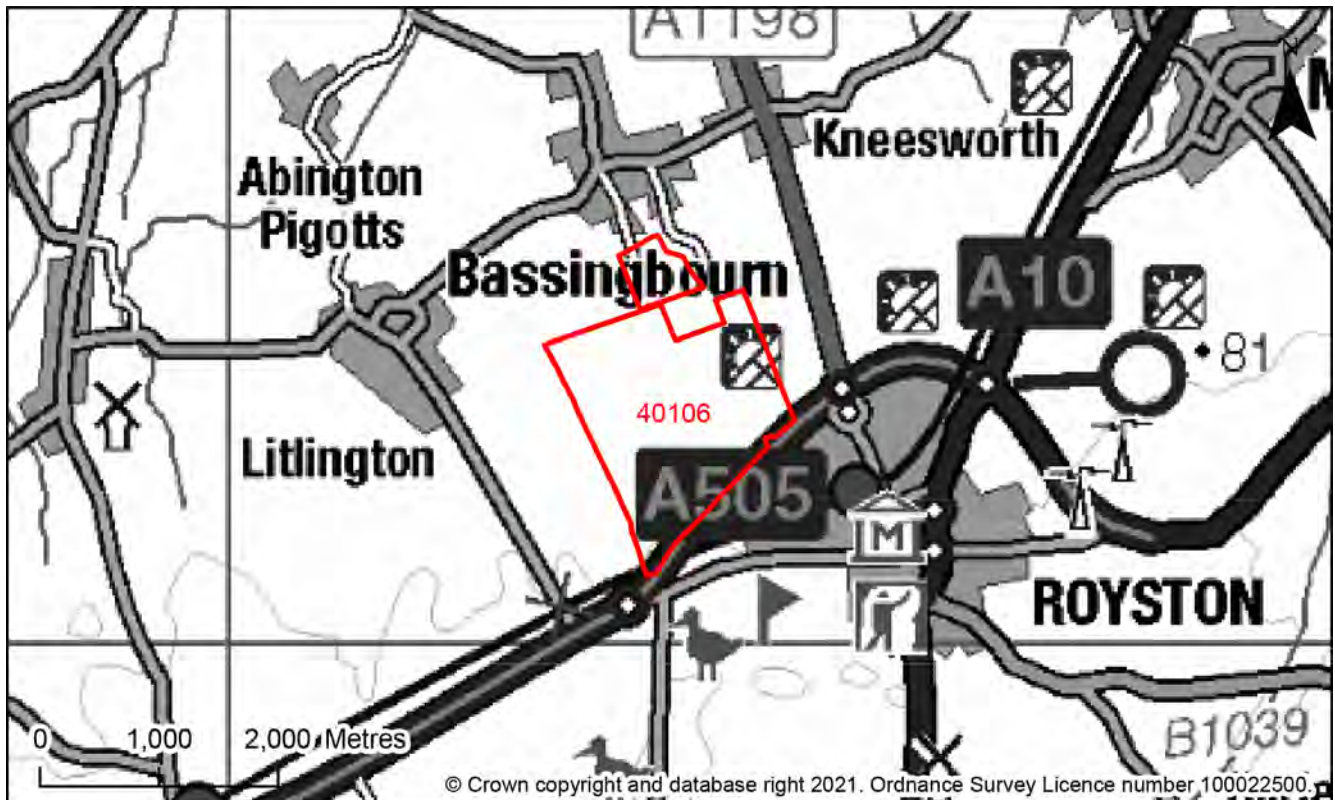 A1198
Kneesworth
N
M
Abington
Pigotts
Bassingbourn
A10
81
40106
Litlington
A505
M
ROYSTON
B1039
0 1,000 2,000 Metres
© Crown copyright and database right 2021. Ordnance Survey Licence number 100022500.